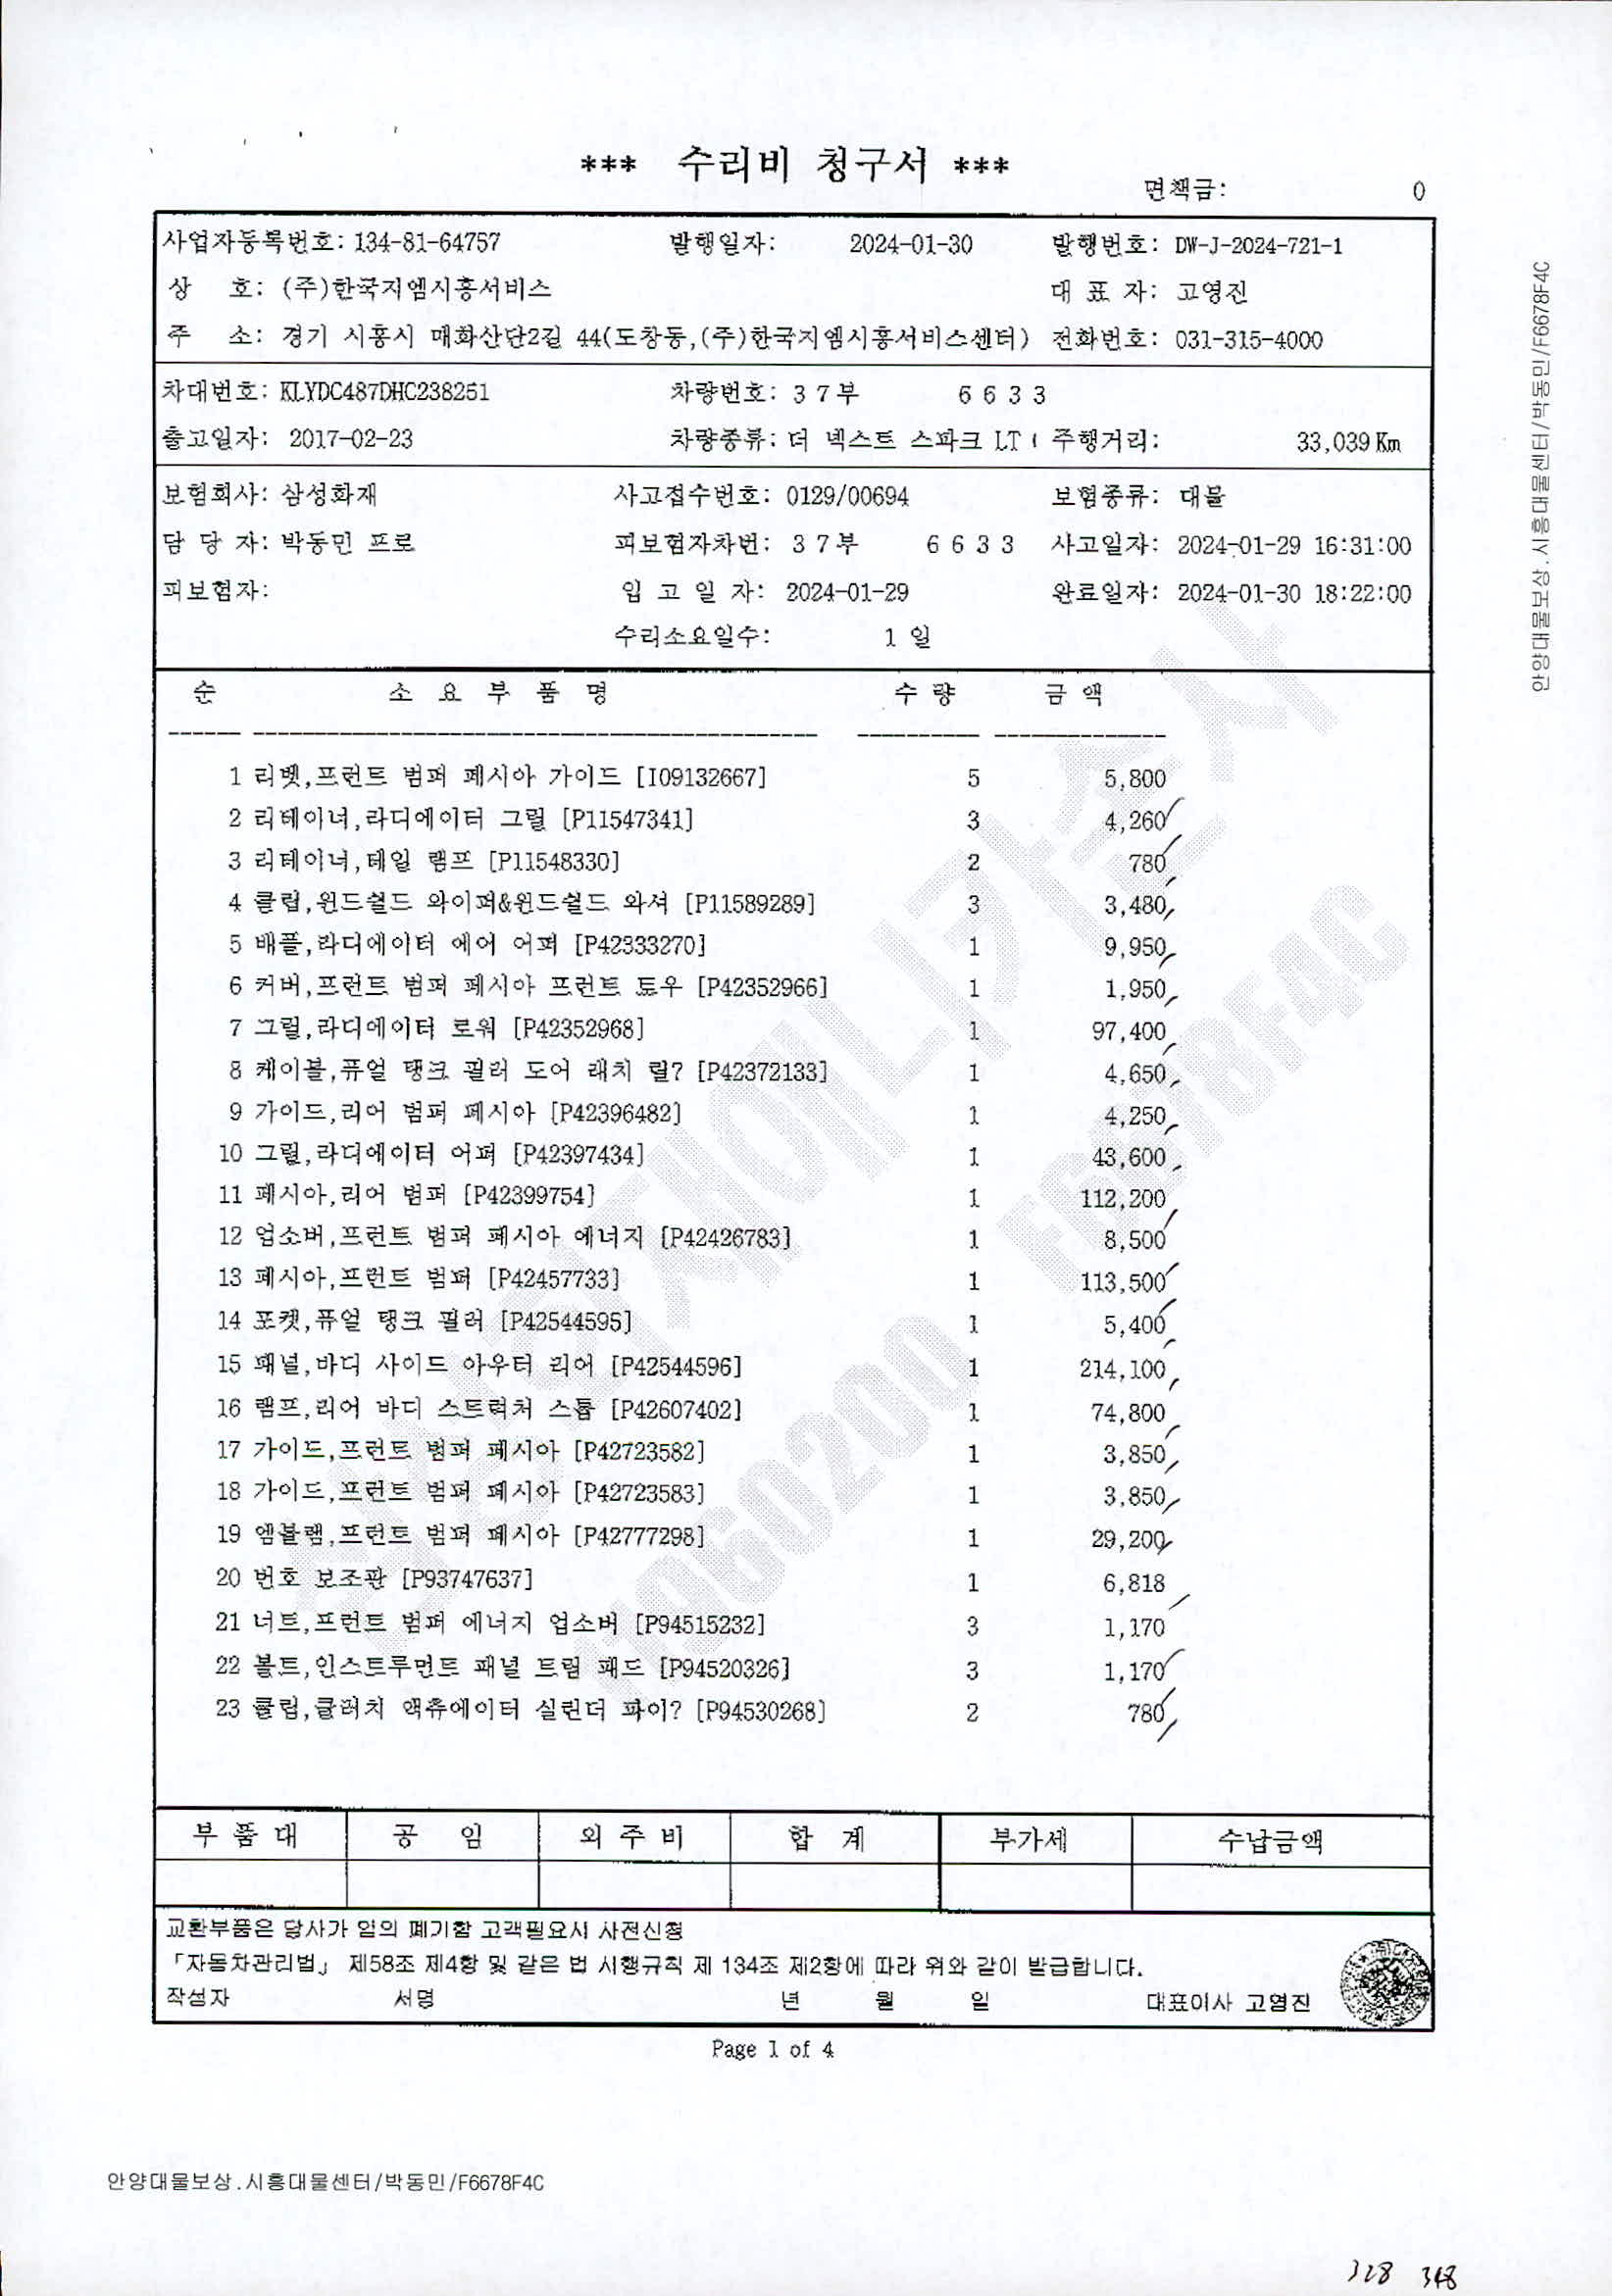 *** 수리비 청구서 ***
면책금: 0
사업자등록번호: 134-81-64757 발행일자: 2024-01-30 발행번호: DW-J-2024-721-1
상 호: (주)한국지엠시흥서비스 대 표 자: 고영진
주 소: 경기 시흥시 매화산단2길 44(도창동,(주)한국지엠시흥서비스센터) 전화번호: 031-315-4000
차대번호: KLYDC487DHC238251 차량번호: 37부 6633
출고일자: 2017-02-23 차량종류: 더 넥스트 스파크 LT ( 주행거리: 33,039 Km
보험회사: 삼성화재 사고접수번호: 0129/00694 보험종류: 대물
담 당 자: 박동민 프로 피보험자차번: 37부 6633 사고일자: 2024-01-29 16:31:00
피보험자: 입 고 일 자: 2024-01-29 완료일자: 2024-01-30 18:22:00
수리소요일수: 1 일
순 소 요 부 품 명 수 량 금 액
1 리벳,프런트 범퍼 페시아 가이드 [I09132667] 5 5,800
2 리테이너,라디에이터 그릴 [P11547341] 3 4,260
3 리테이너,테일 램프 [P11548330] 2 780
4 클립,윈드쉴드 와이퍼&윈드쉴드 와셔 [P11589289] 3 3,480
5 배플,라디에이터 에어 어퍼 [P42333270] 1 9,950
6 커버,프런트 범퍼 페시아 프런트 토우 [P42352966] 1 1,950
7 그릴,라디에이터 로워 [P42352968] 1 97,400
8 케이블,퓨얼 탱크 필러 도어 래치 릴? [P42372133] 1 4,650
9 가이드,리어 범퍼 페시아 [P42396482] 1 4,250
10 그릴,라디에이터 어퍼 [P42397434] 1 43,600
11 페시아,리어 범퍼 [P42399754] 1 112,200
12 업소버,프런트 범퍼 페시아 에너지 [P42426783] 1 8,500
13 페시아,프런트 범퍼 [P42457733] 1 113,500
14 포켓,퓨얼 탱크 필러 [P42544595] 1 5,400
15 패널,바디 사이드 아우터 리어 [P42544596] 1 214,100
16 램프,리어 바디 스트럭쳐 스톱 [P42607402] 1 74,800
17 가이드,프런트 범퍼 페시아 [P42723582] 1 3,850
18 가이드,프런트 범퍼 페시아 [P42723583] 1 3,850
19 엠블램,프런트 범퍼 페시아 [P42777298] 1 29,200
20 번호 보조판 [P93747637] 1 6,818
21 너트,프런트 범퍼 에너지 업소버 [P94515232] 3 1,170
22 볼트,인스트루먼트 패널 트림 패드 [P94520326] 3 1,170
23 클립,클러치 액츄에이터 실린더 파이? [P94530268] 2 780
부 품 대 공 임 외 주 비 합 계 부가세 수납금액
교환부품은 당사가 임의 폐기함 고객필요시 사전신청
「자동차관리법」 제58조 제4항 및 같은 법 시행규칙 제 134조 제2항에 따라 위와 같이 발급합니다.
작성자 서명 년 월 일 대표이사 고영진
Page 1 of 4
안양대물보상.시흥대물센터/박동민/F6678F4C
안양대물보상.시흥대물센터/박동민/F6678F4C
328 348